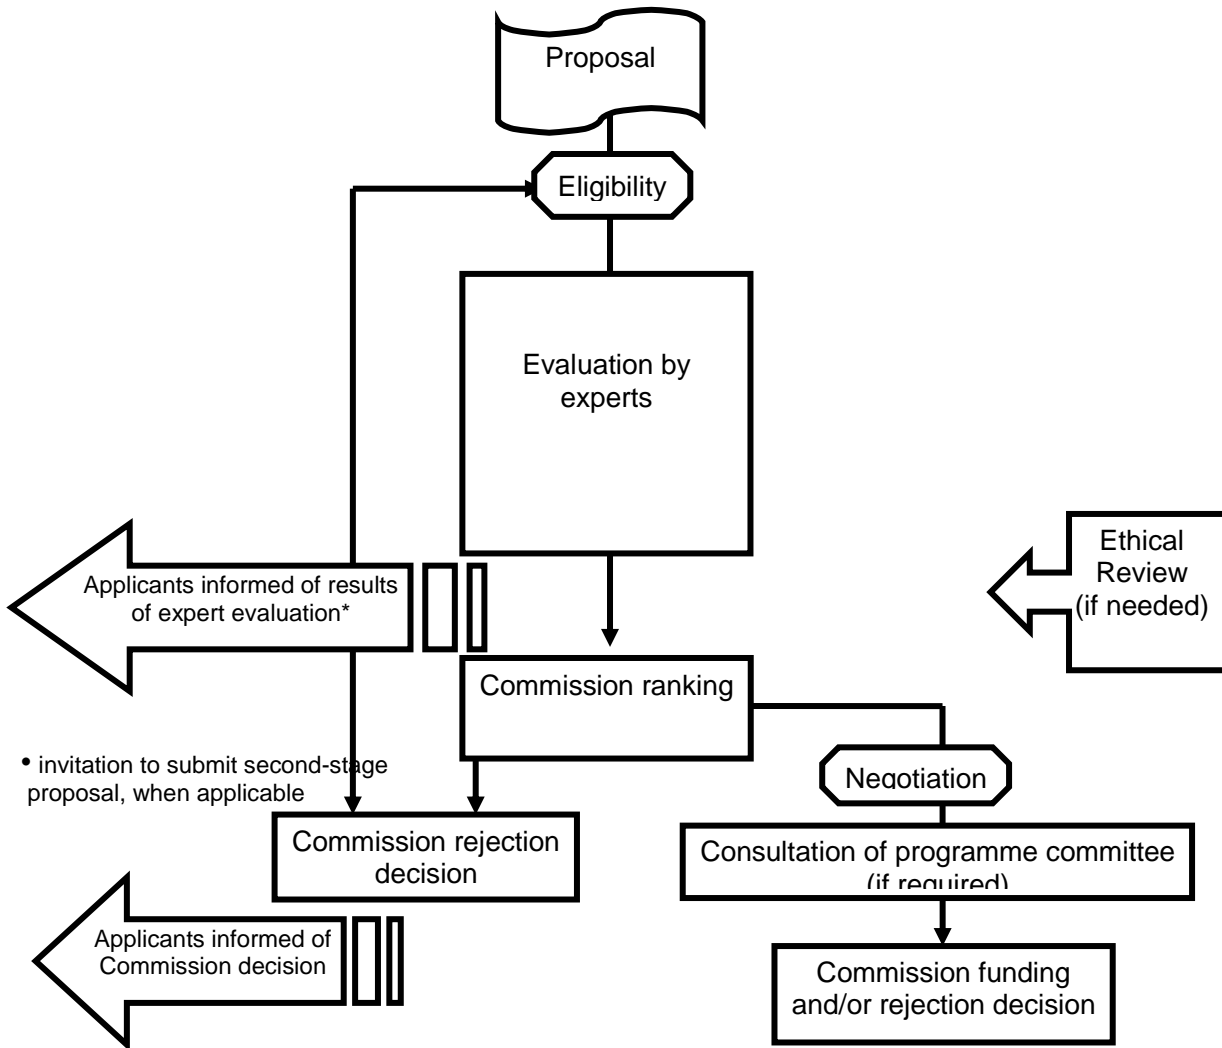 Proposal
Eligibility
Evaluation by
experts
Ethical
Review
(if needed)
Applicants informed of results
of expert evaluation*
Commission ranking
• invitation to submit second-stage
proposal, when applicable
Negotiation
Commission rejection
decision
Consultation of programme committee
(if required)
Applicants informed of
Commission decision
Commission funding
and/or rejection decision